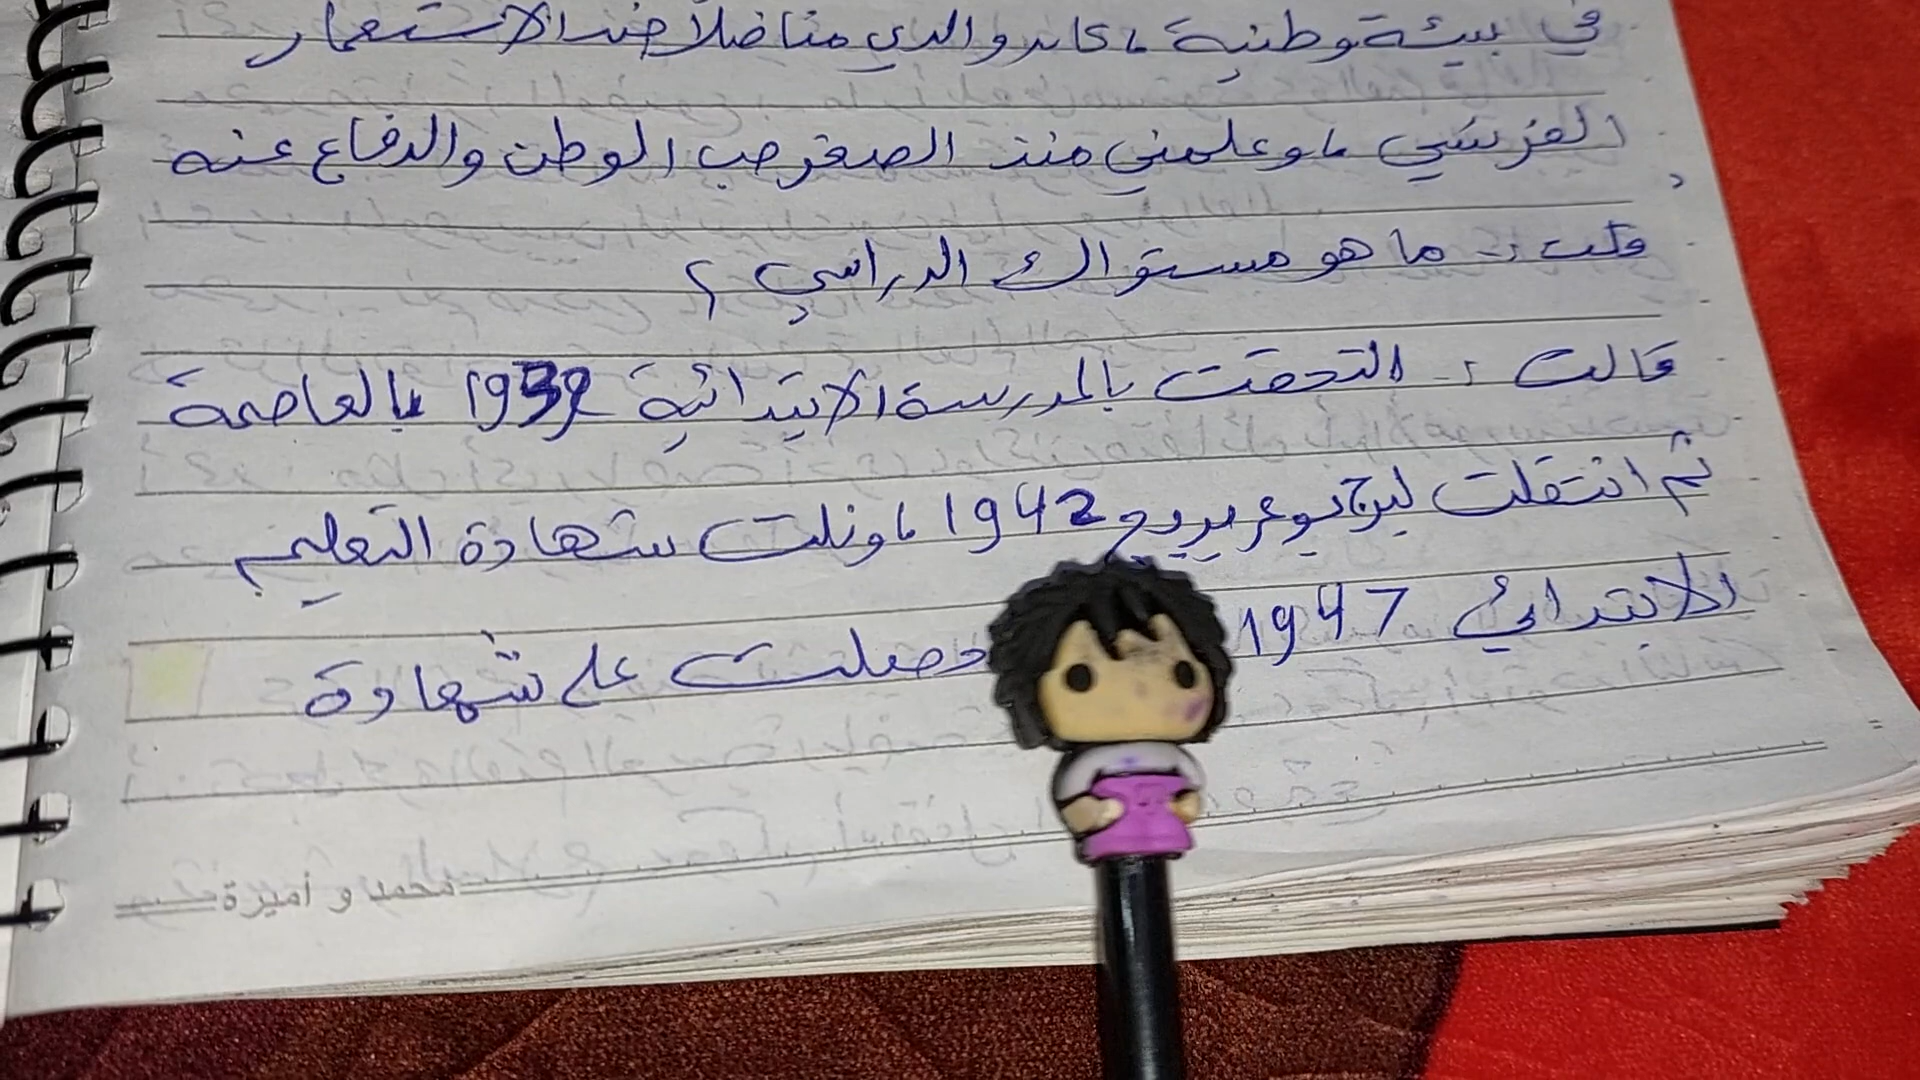 في بيئة وطنية ، كان والدي مناضلاً ضد الاستعمار
الفرنسي ، وعلمني منذ الصغر حب الوطن والدفاع عنه
قلت :- ما هو مستواك الدراسي ؟
قالت :- التحقت بالمدرسة الابتدائية 1939 بالعاصمة
ثم انتقلت لبرج بوعريريج 1942 ، ونلت شهادة التعليم
الابتدائي 1947 حصلت على شهادة
محمد و أميرة